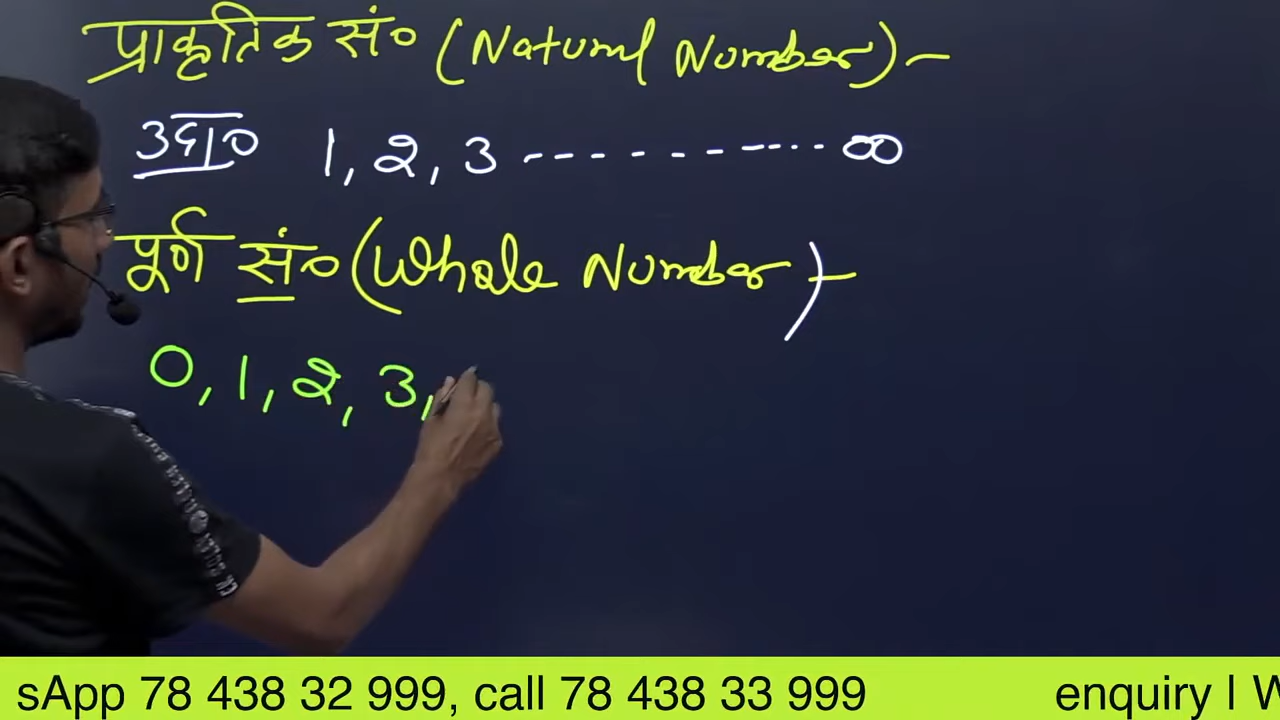 प्राकृतिक सं० (Natural Number) -
उदा० 1, 2, 3 ----------- ∞
पूर्ण सं० (Whole Number) -
0, 1, 2, 3,
sApp 78 438 32 999, call 78 438 33 999 enquiry I W